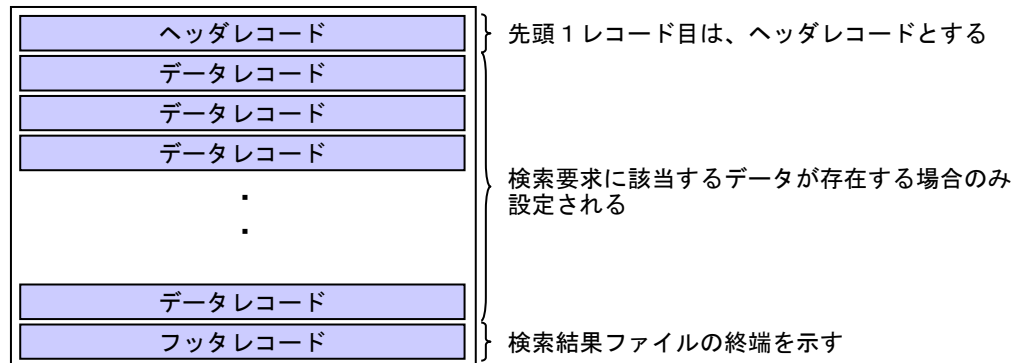 ヘッダレコード
先頭１レコード目は、ヘッダレコードとする
データレコード
データレコード
データレコード
検索要求に該当するデータが存在する場合のみ
設定される
・
・
データレコード
フッタレコード
検索結果ファイルの終端を示す